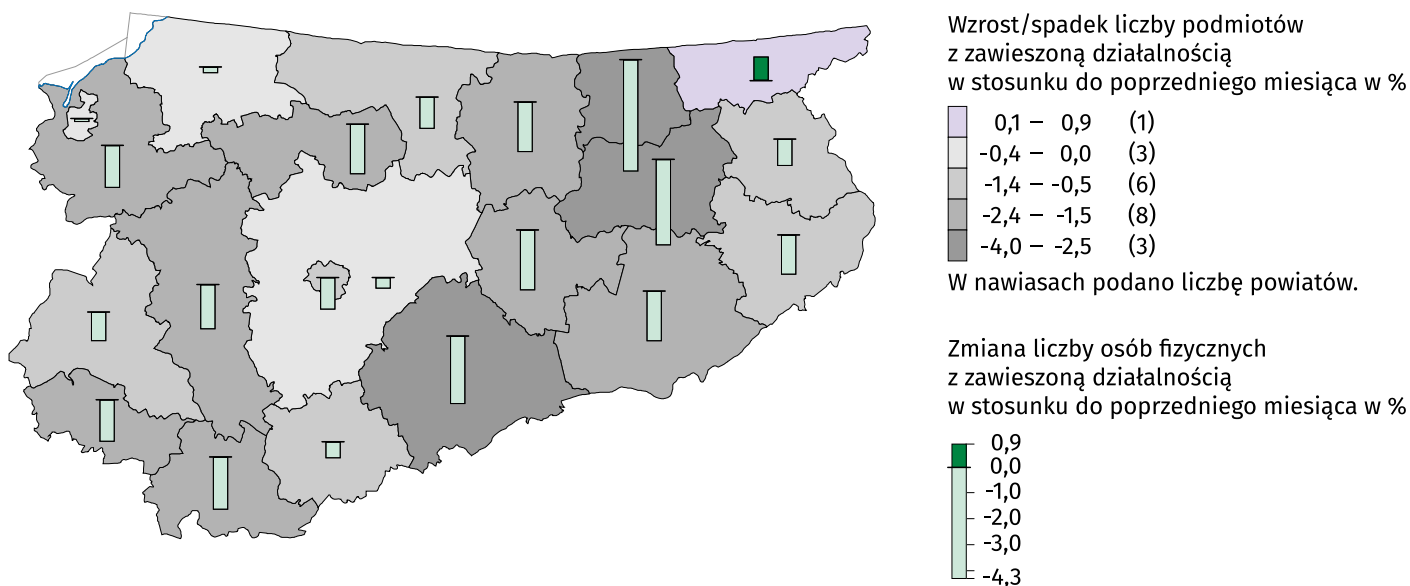 Wzrost/spadek liczby podmiotów
z zawieszoną działalnością
w stosunku do poprzedniego miesiąca w %
0,1 – 0,9 (1)
-0,4 – 0,0 (3)
-1,4 – -0,5 (6)
-2,4 – -1,5 (8)
-4,0 – -2,5 (3)
W nawiasach podano liczbę powiatów.
Zmiana liczby osób fizycznych
z zawieszoną działalnością
w stosunku do poprzedniego miesiąca w %
0,9
0,0
-1,0
-2,0
-3,0
-4,3